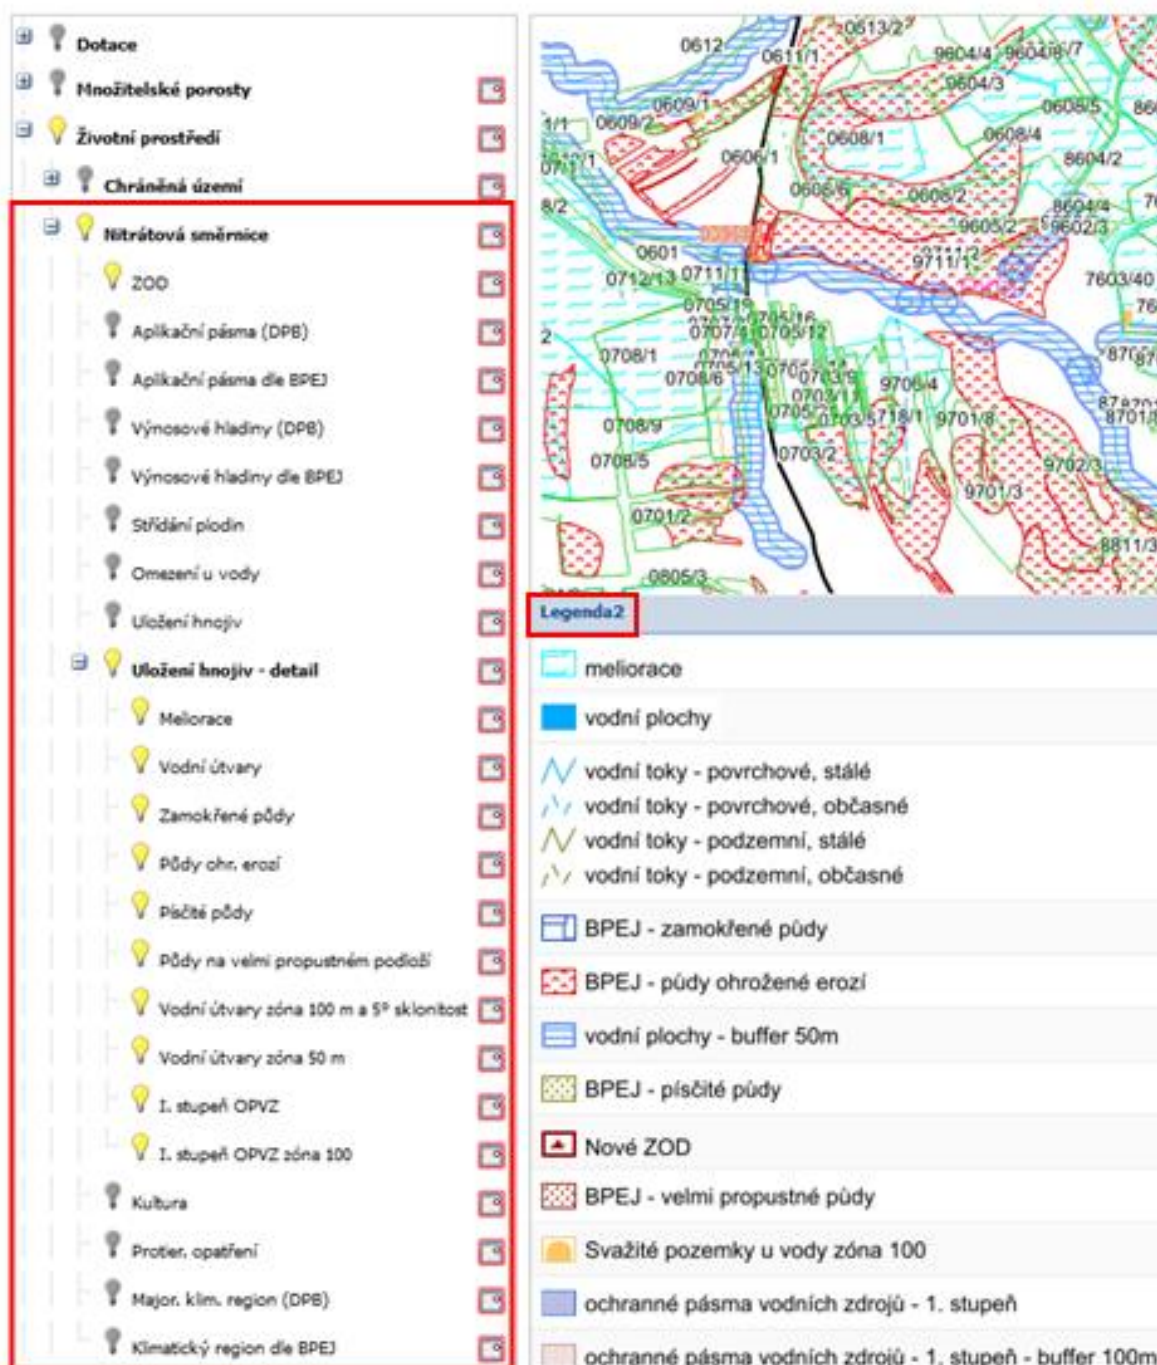 Dotace
Množitelské porosty
Životní prostředí
Chráněná území
Nitrátová směrnice
ZOD
Aplikační pásma (DPB)
Aplikační pásma dle BPEJ
Výnosové hladiny (DPB)
Výnosové hladiny dle BPEJ
Střídání plodin
Omezení u vody
Uložení hnojiv
Uložení hnojiv - detail
Meliorace
Vodní útvary
Zamokřené půdy
Půdy ohr. erozí
Písčité půdy
Půdy na velmi propustném podloží
Vodní útvary zóna 100 m a 5° sklonitost
Vodní útvary zóna 50 m
I. stupeň OPVZ
I. stupeň OPVZ zóna 100
Kultura
Protier. opatření
Major. klim. region (DPB)
Klimatický region dle BPEJ
0612
0611/1
0513/2
9604/4
9604/3
0609/1
0609/2
0606/1
0608/1
0608/4
0608/5
8604/2
0608/2
8604/4
9605/2
9602/3
0601
0711/1
9711/1
7603/40
0712/13
0705/12
0708/1
0708/6
9706/4
0708/9
9701/8
8701/8
0708/5
0703/2
9702/3
9701/3
0701/2
8811/3
0805/3
Legenda2
meliorace
vodní plochy
vodní toky - povrchové, stálé
vodní toky - povrchové, občasné
vodní toky - podzemní, stálé
vodní toky - podzemní, občasné
BPEJ - zamokřené půdy
BPEJ - půdy ohrožené erozí
vodní plochy - buffer 50m
BPEJ - písčité půdy
Nové ZOD
BPEJ - velmi propustné půdy
Svažité pozemky u vody zóna 100
ochranné pásma vodních zdrojů - 1. stupeň
ochranné pásma vodních zdrojů - 1. stupeň - buffer 100m